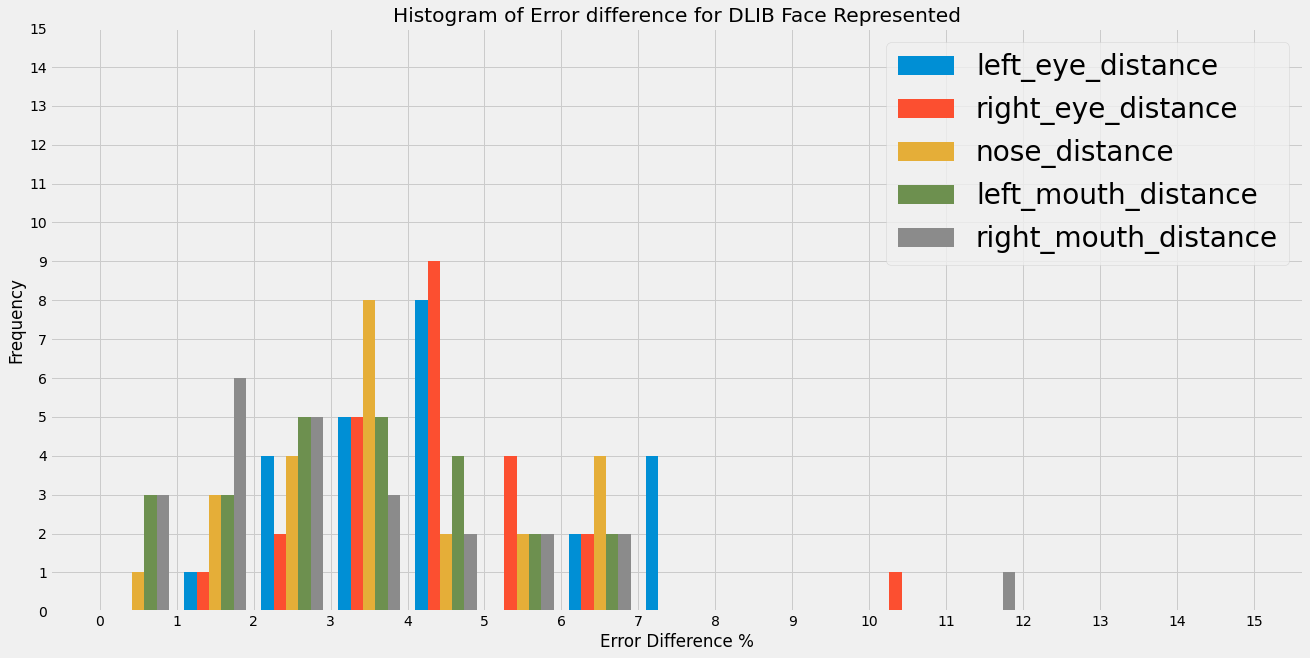 Histogram of Error difference for DLIB Face Represented
15
14
13
12
11
10
9
8
7
6
5
4
3
2
1
0
Frequency
left_eye_distance
right_eye_distance
nose_distance
left_mouth_distance
right_mouth_distance
0 1 2 3 4 5 6 7 8 9 10 11 12 13 14 15
Error Difference %